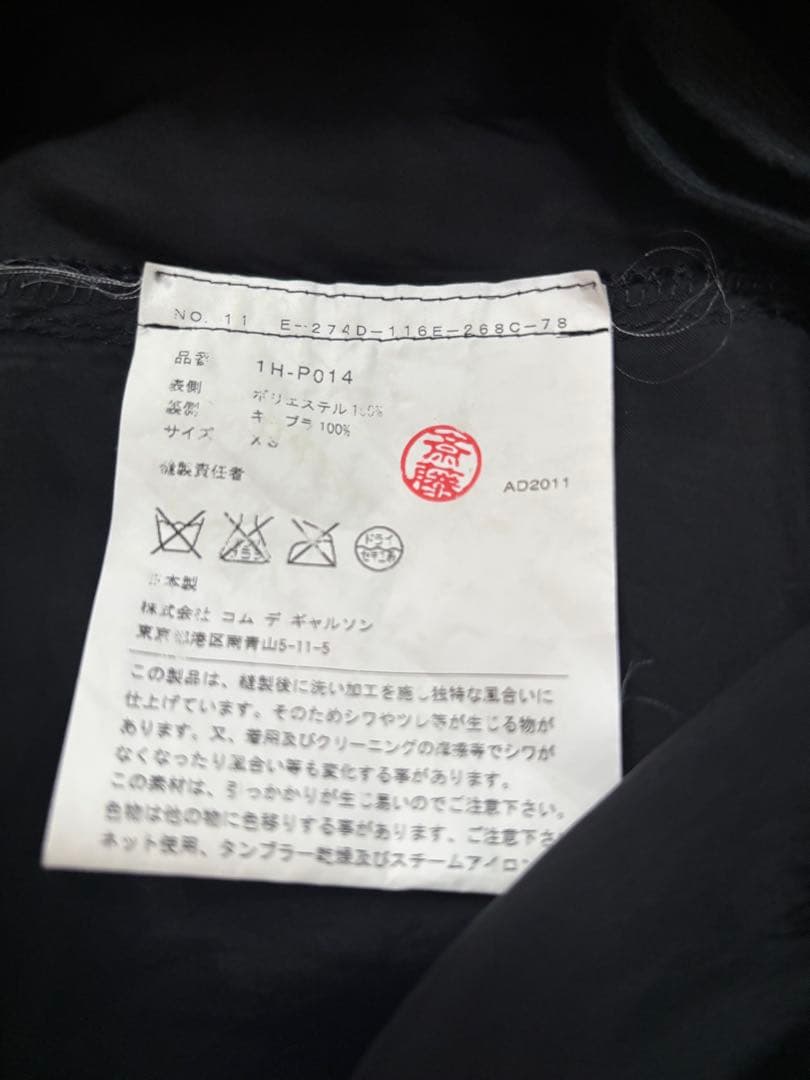 NO. 11 E-274D-116E-268C-78
品番 1H-P014
表側 ポリエステル100%
裏側 キュプラ100%
サイズ XS
縫製責任者
斎藤
AD2011
ドライ
セキユ系
日本製
株式会社 コム デ ギャルソン
東京都港区南青山5-11-5
この製品は、縫製後に洗い加工を施し独特な風合いに
仕上げています。そのためシワやツレ等が生じる物が
あります。又、着用及びクリーニングの摩擦等でシワが
なくなったり風合い等も変化する事があります。
この素材は、引っかかりが生じ易いのでご注意下さい。
色物は他の物に色移りする事があります、ご注意下さ
ネット使用、タンブラー乾燥及びスチームアイロン